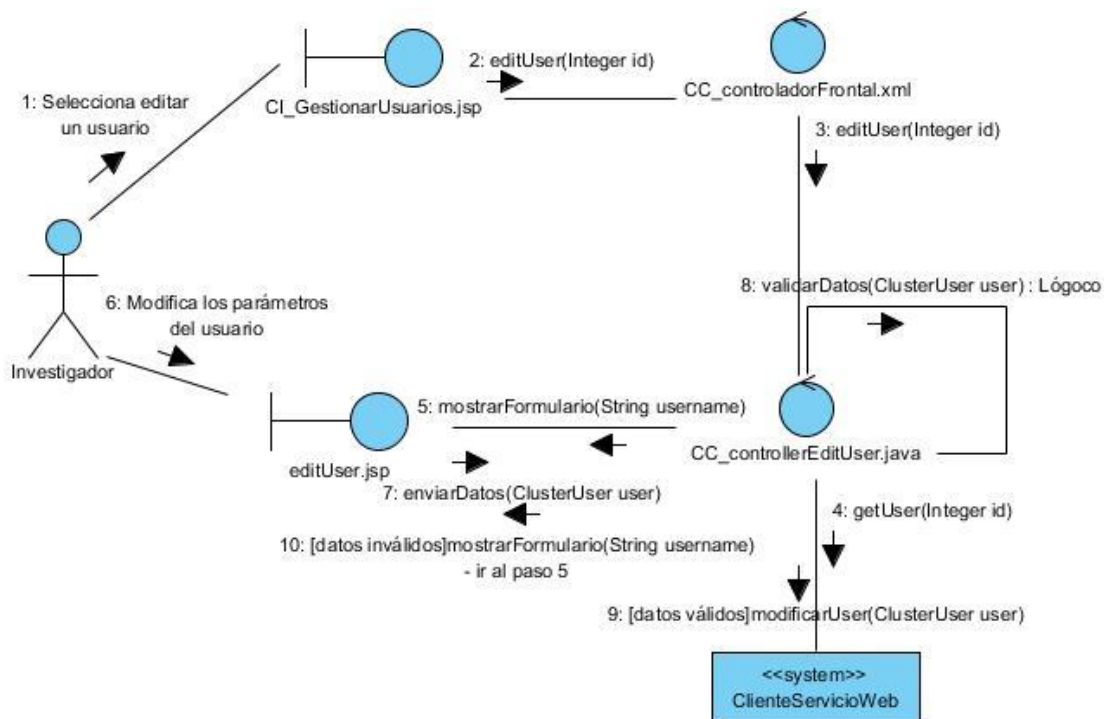 2: editUser(Integer id)
CI_GestionarUsuarios.jsp
CC_controladorFrontal.xml
1: Selecciona editar
un usuario
3: editUser(Integer id)
8: validarDatos(ClusterUser user) : Lógoco
6: Modifica los parámetros
del usuario
Investigador
5: mostrarFormulario(String username)
editUser.jsp
CC_controllerEditUser.java
7: enviarDatos(ClusterUser user)
4: getUser(Integer id)
10: [datos inválidos]mostrarFormulario(String username)
- ir al paso 5
9: [datos válidos]modificarUser(ClusterUser user)
<<system>>
ClienteServicioWeb